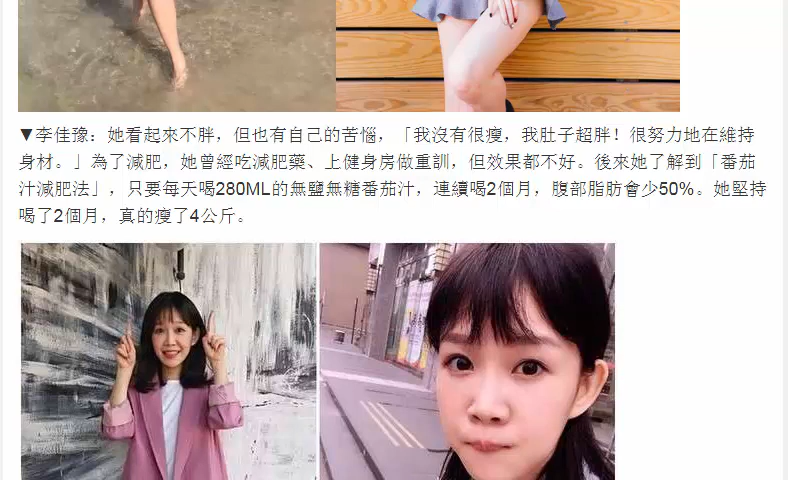 ▼李佳豫：她看起來不胖，但也有自己的苦惱，「我沒有很瘦，我肚子超胖！很努力地在維持
身材。」為了減肥，她曾經吃減肥藥、上健身房做重訓，但效果都不好。後來她了解到「番茄
汁減肥法」，只要每天喝280ML的無鹽無糖番茄汁，連續喝2個月，腹部脂肪會少50%。她堅持
喝了2個月，真的瘦了4公斤。